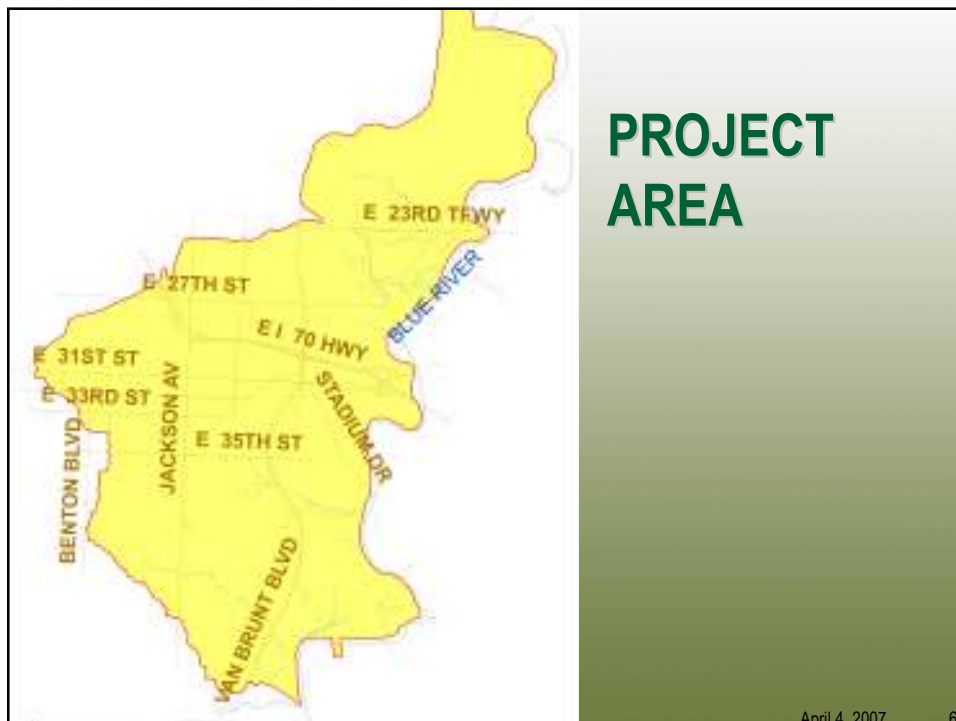 PROJECT
AREA
E 23RD TFWY
BLUE RIVER
E 27TH ST
E I 70 HWY
E 31ST ST
E 33RD ST
JACKSON AV
STADIUM DR
E 35TH ST
BENTON BLVD
VAN BRUNT BLVD
April 4, 2007
6